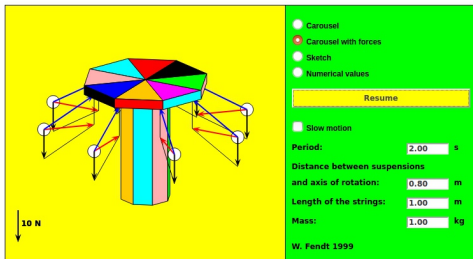 Carousel
Carousel with forces
Sketch
Numerical values
Resume
Slow motion
Period: 2.00 s
Distance between suspensions
and axis of rotation: 0.80 m
Length of the strings: 1.00 m
Mass: 1.00 kg
W. Fendt 1999
10 N